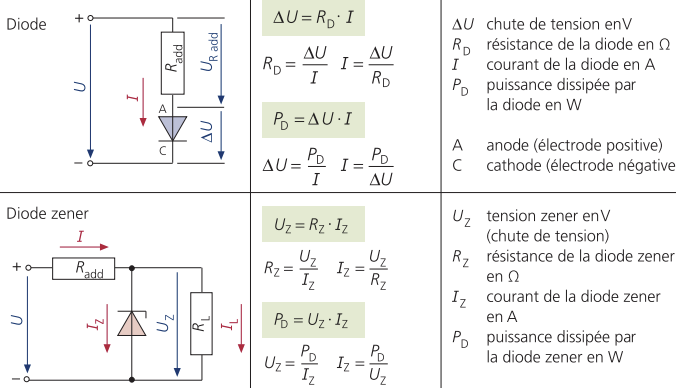 Diode
+
U
R_add
U_R add
I
A
C
ΔU
−
ΔU = R_D · I
R_D = ΔU/I   I = ΔU/R_D
P_D = ΔU · I
ΔU = P_D/I   I = P_D/ΔU
ΔU chute de tension en V
R_D résistance de la diode en Ω
I courant de la diode en A
P_D puissance dissipée par
la diode en W
A anode (électrode positive)
C cathode (électrode négative
Diode zener
I
+
R_add
U
I_Z
U_Z
R_L
I_L
−
U_Z = R_Z · I_Z
R_Z = U_Z/I_Z   I_Z = U_Z/R_Z
P_D = U_Z · I_Z
U_Z = P_D/I_Z   I_Z = P_D/U_Z
U_Z tension zener en V
(chute de tension)
R_Z résistance de la diode zener
en Ω
I_Z courant de la diode zener
en A
P_D puissance dissipée par
la diode zener en W